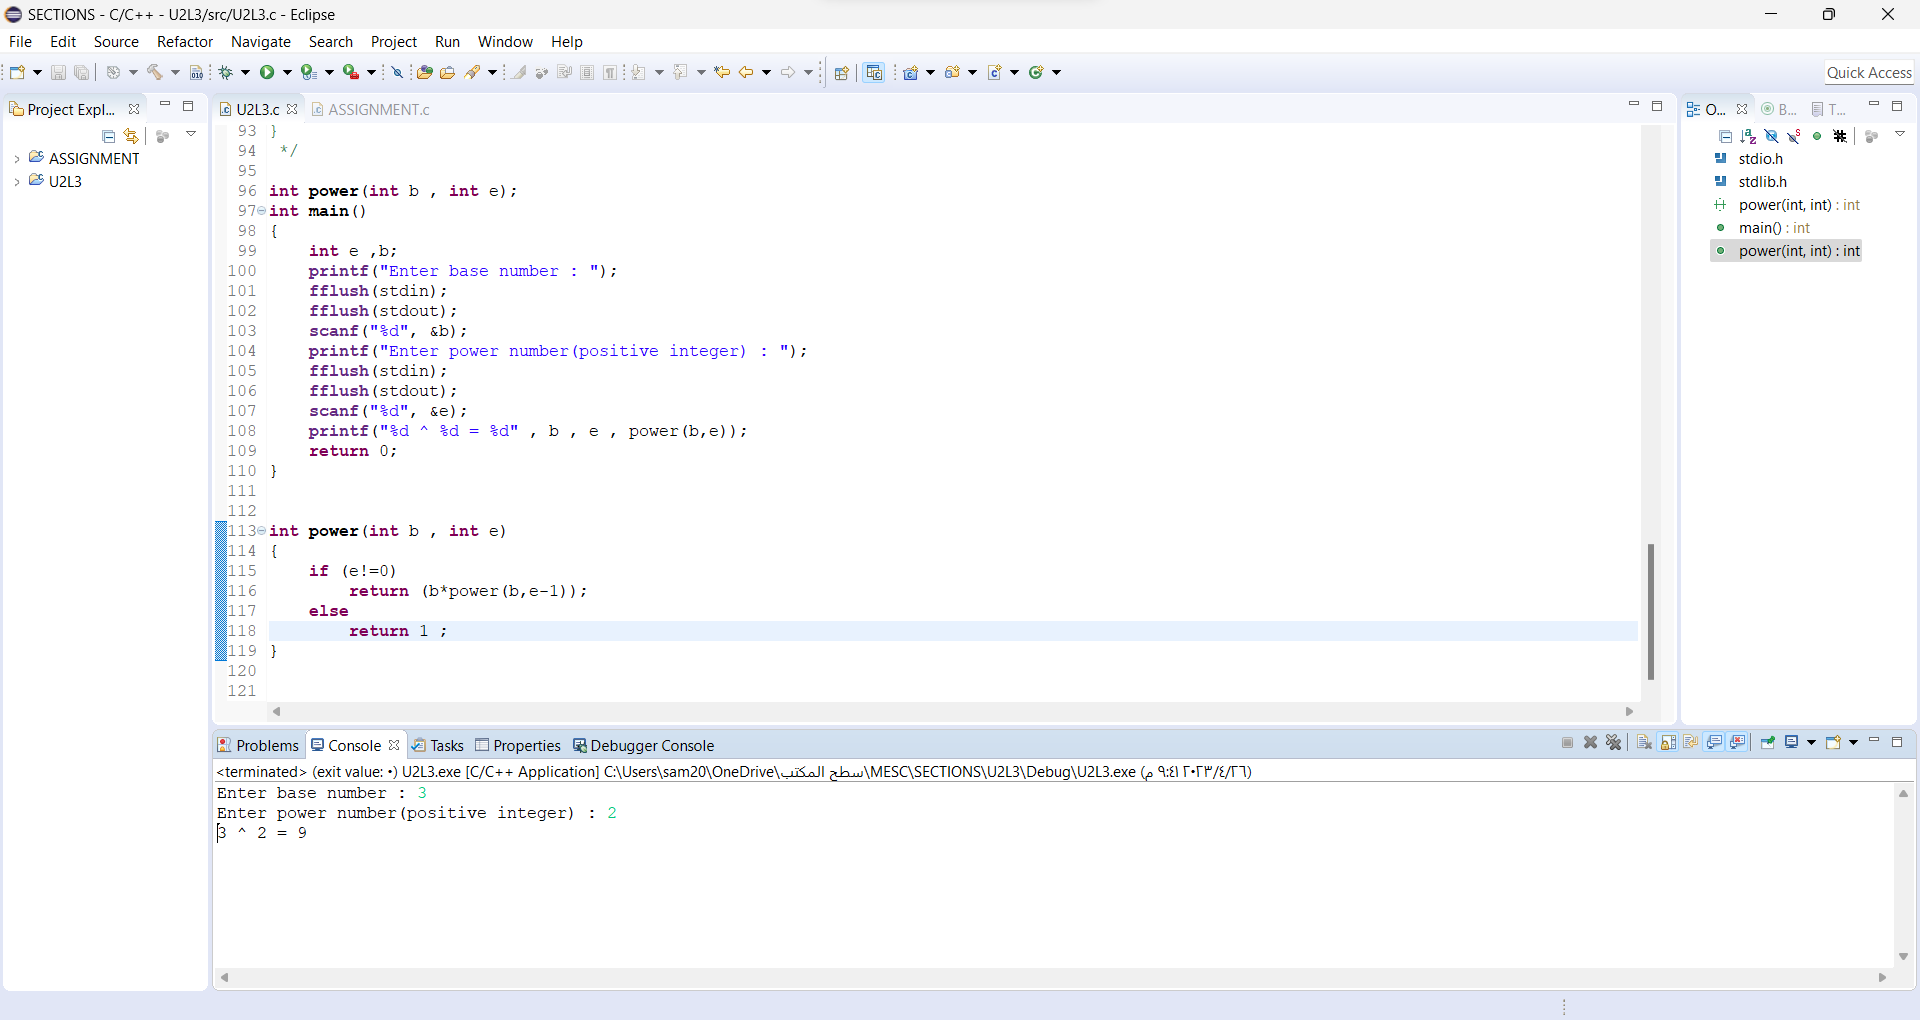 SECTIONS - C/C++ - U2L3/src/U2L3.c - Eclipse
File Edit Source Refactor Navigate Search Project Run Window Help
Quick Access
Project Expl...
ASSIGNMENT
U2L3
U2L3.c ASSIGNMENT.c
93 }
94 */
95
96 int power(int b , int e);
97 int main()
98 {
99 int e ,b;
100 printf("Enter base number : ");
101 fflush(stdin);
102 fflush(stdout);
103 scanf("%d", &b);
104 printf("Enter power number(positive integer) : ");
105 fflush(stdin);
106 fflush(stdout);
107 scanf("%d", &e);
108 printf("%d ^ %d = %d" , b , e , power(b,e));
109 return 0;
110 }
111
112
113 int power(int b , int e)
114 {
115 if (e!=0)
116 return (b*power(b,e-1));
117 else
118 return 1 ;
119 }
120
121
O... B... T...
stdio.h
stdlib.h
power(int, int) : int
main() : int
power(int, int) : int
Problems Console Tasks Properties Debugger Console
<terminated> (exit value: ٠) U2L3.exe [C/C++ Application] C:\Users\sam20\OneDrive\سطح المكتب\MESC\SECTIONS\U2L3\Debug\U2L3.exe (٢٦/٤/٢٠٢٣ ٩:٤١ م)
Enter base number : 3
Enter power number(positive integer) : 2
3 ^ 2 = 9